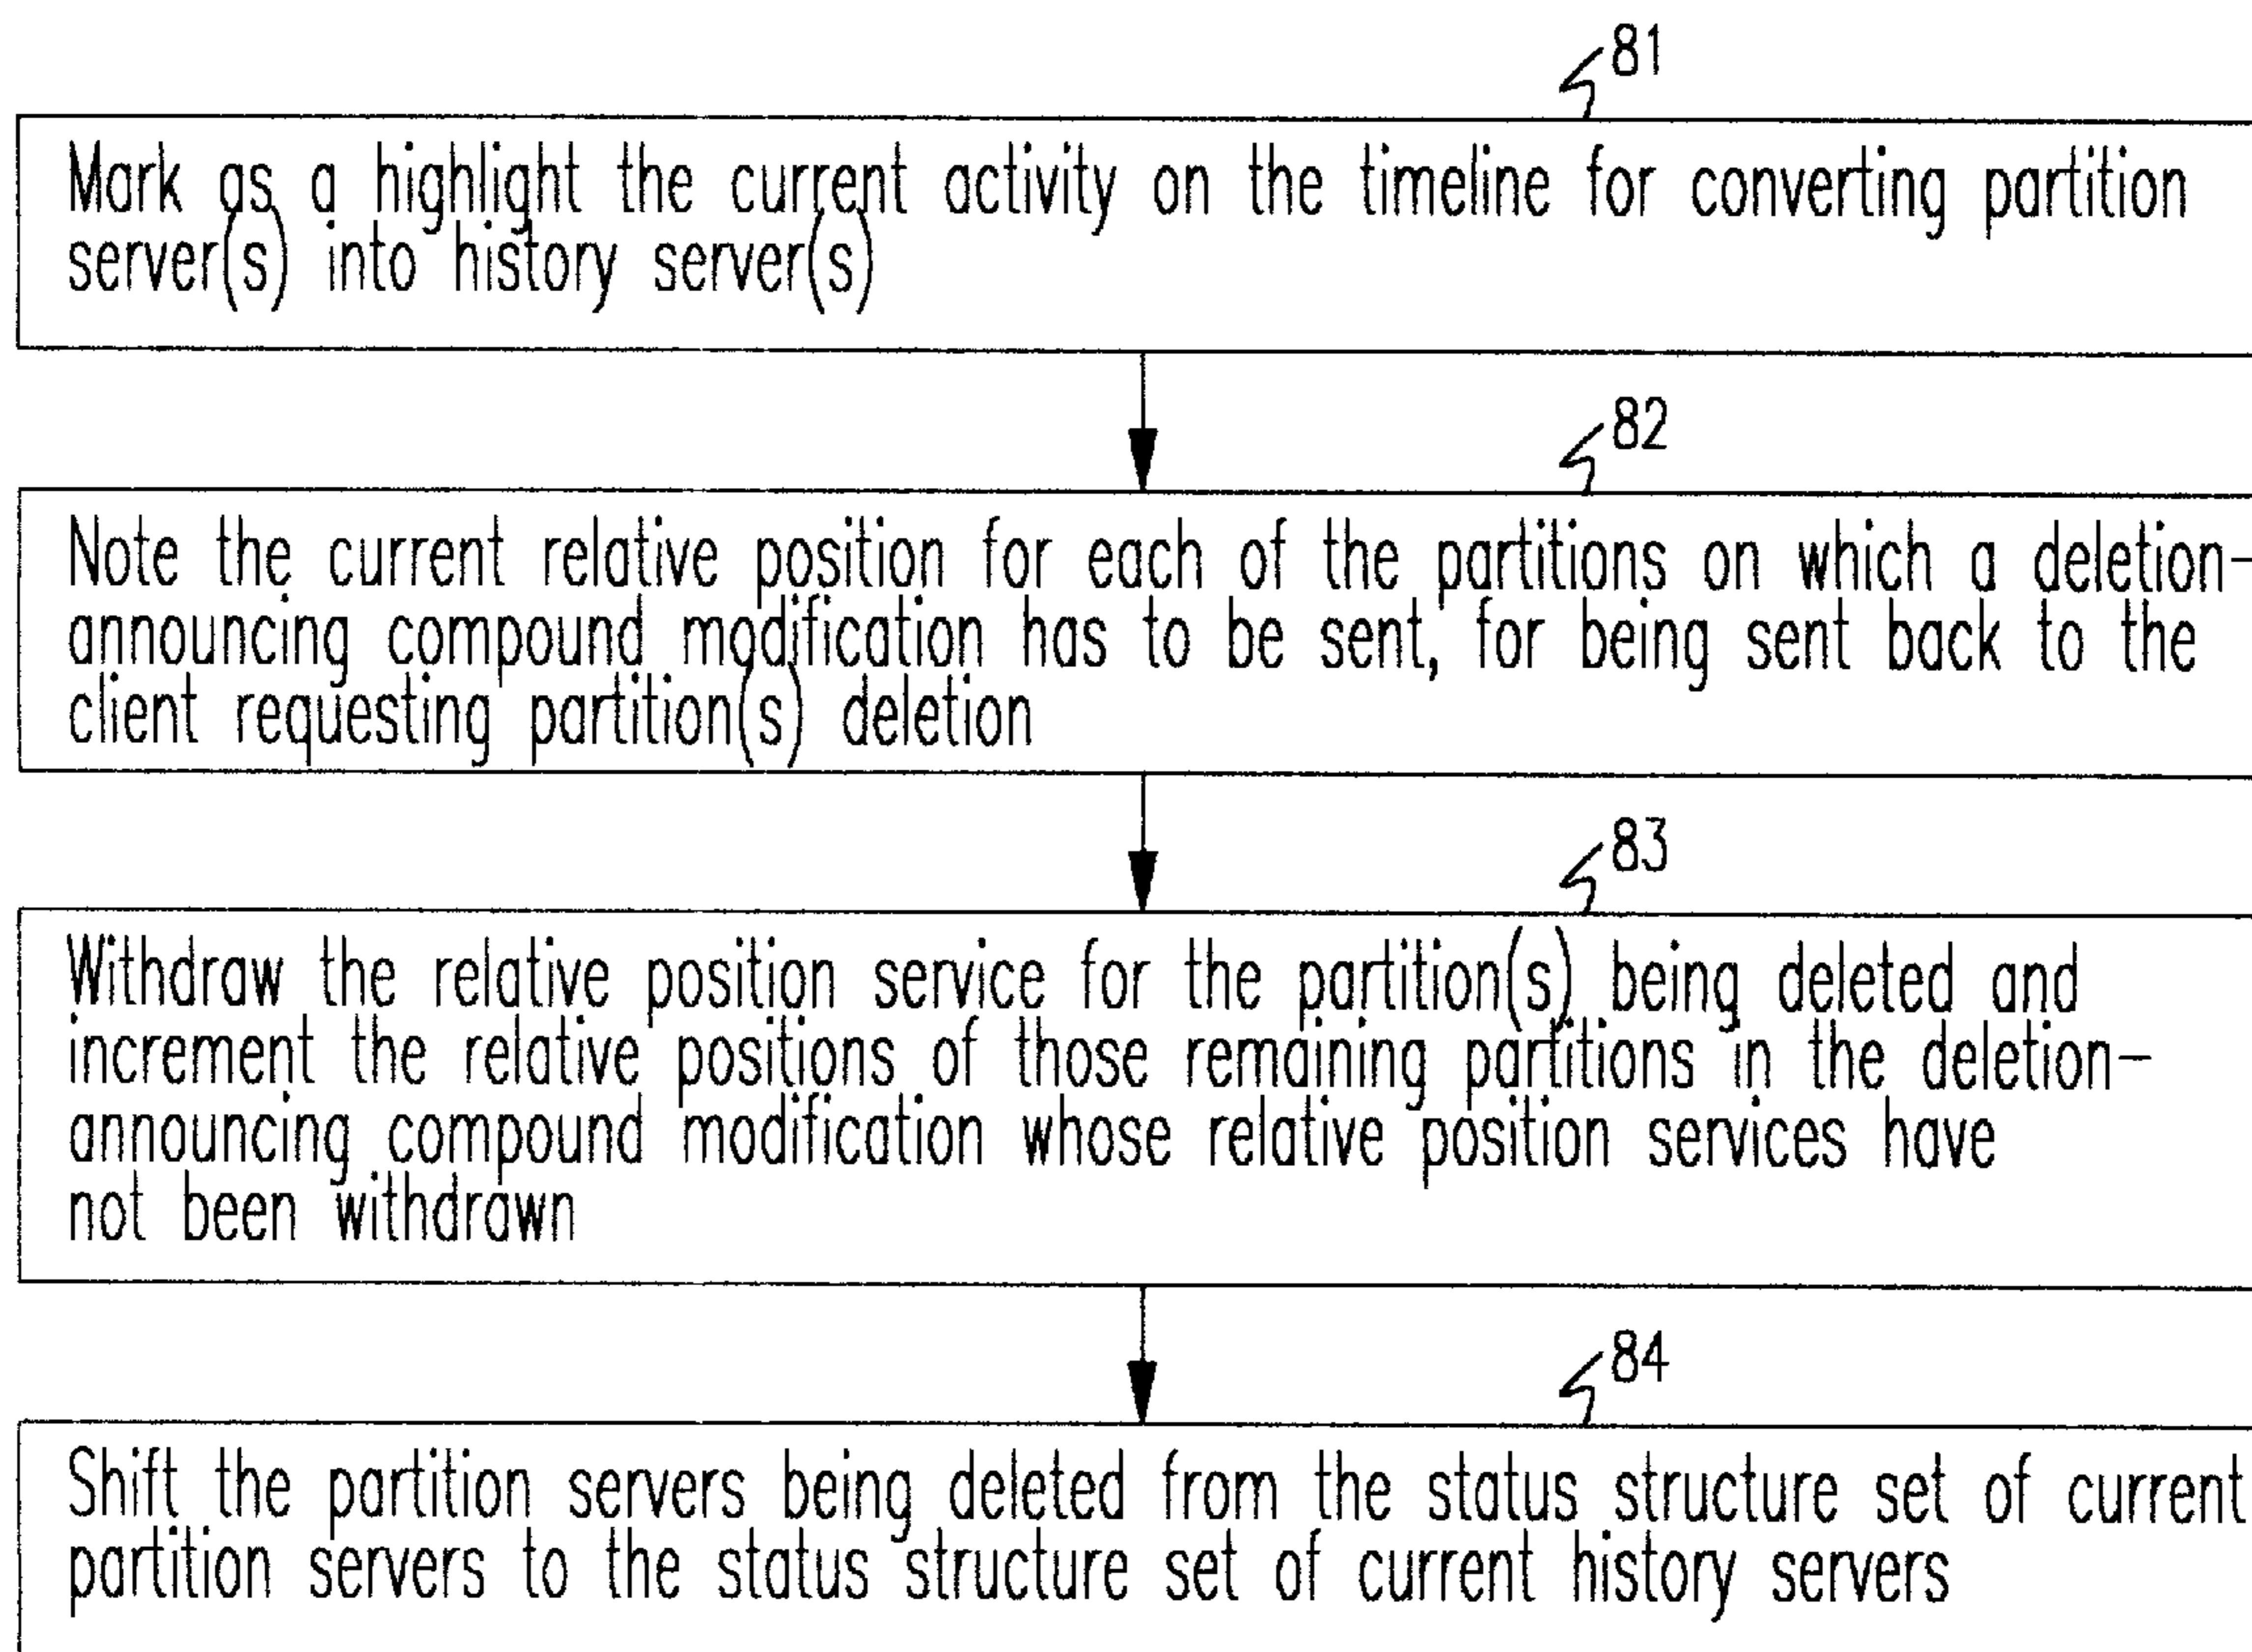 81
Mark as a highlight the current activity on the timeline for converting partition
server(s) into history server(s)
82
Note the current relative position for each of the partitions on which a deletion-
announcing compound modification has to be sent, for being sent back to the
client requesting partition(s) deletion
83
Withdraw the relative position service for the partition(s) being deleted and
increment the relative positions of those remaining partitions in the deletion-
announcing compound modification whose relative position services have
not been withdrawn
84
Shift the partition servers being deleted from the status structure set of current
partition servers to the status structure set of current history servers